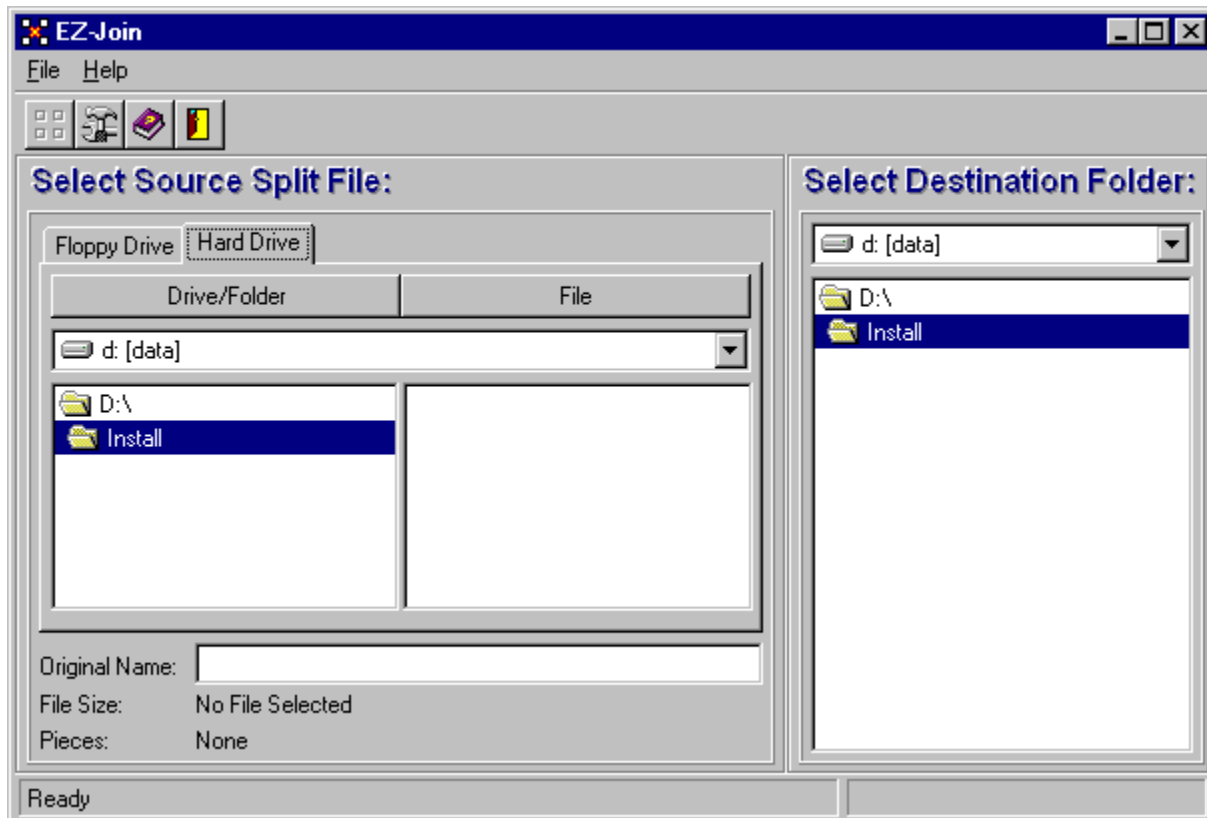 EZ-Join
File Help
Select Source Split File:
Floppy Drive Hard Drive
Drive/Folder File
d: [data]
D:\
Install
Original Name:
File Size: No File Selected
Pieces: None
Select Destination Folder:
d: [data]
D:\
Install
Ready